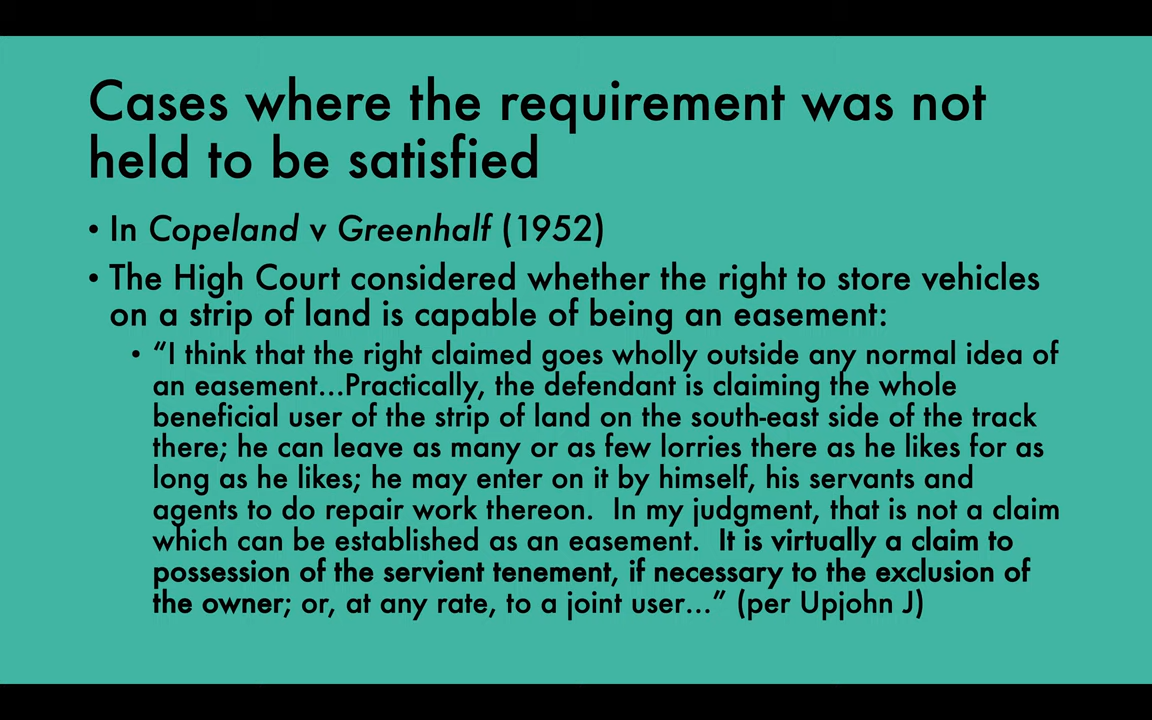 Cases where the requirement was not
held to be satisfied
• In Copeland v Greenhalf (1952)
• The High Court considered whether the right to store vehicles
on a strip of land is capable of being an easement:
• “I think that the right claimed goes wholly outside any normal idea of
an easement…Practically, the defendant is claiming the whole
beneficial user of the strip of land on the south-east side of the track
there; he can leave as many or as few lorries there as he likes for as
long as he likes; he may enter on it by himself, his servants and
agents to do repair work thereon.  In my judgment, that is not a claim
which can be established as an easement.  It is virtually a claim to
possession of the servient tenement, if necessary to the exclusion of
the owner; or, at any rate, to a joint user…” (per Upjohn J)